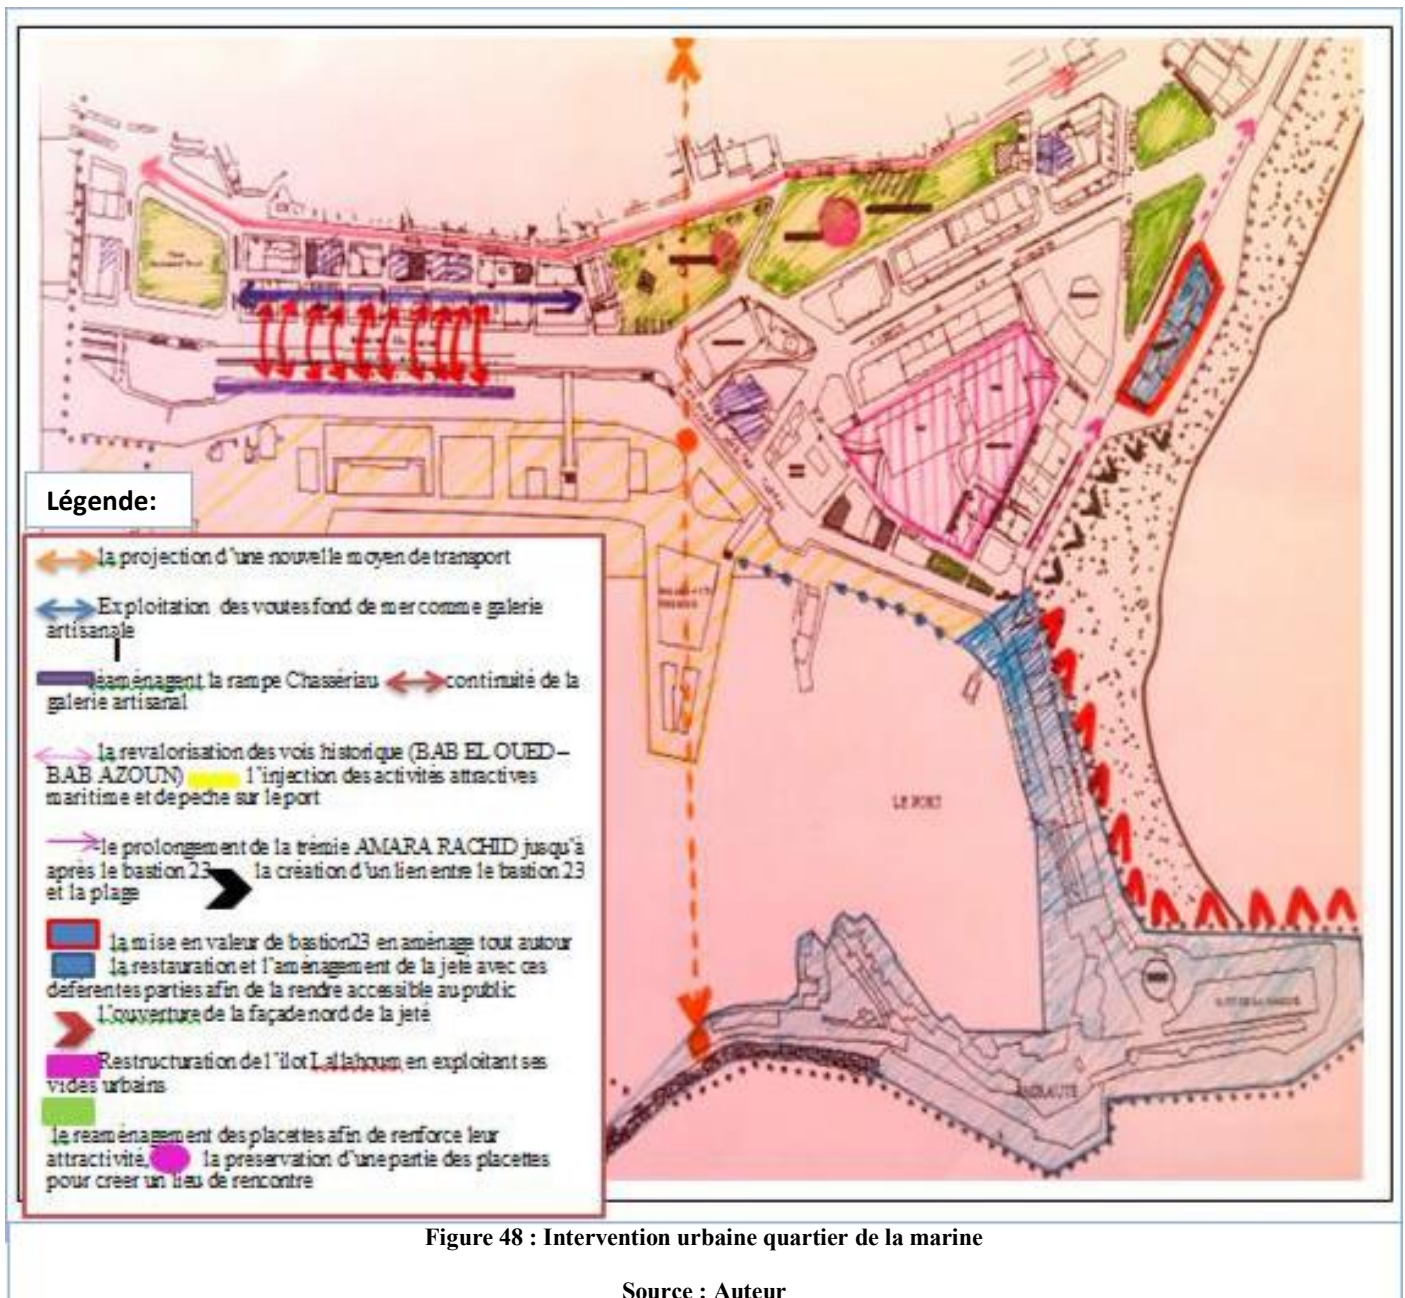 LE PORT
Légende:
la projection d'une nouvelle moyen de transport
Exploitation des voutes fond de mer comme galerie
artisanale
réaménagent la rampe Chassériau continuité de la
galerie artisanal
la revalorisation des vois historique (BAB EL OUED –
BAB AZOUN) l'injection des activités attractives
maritime et de pèche sur le port
-le prolongement de la trémie AMARA RACHID jusqu'à
après le bastion 23 la création d'un lien entre le bastion 23
et la plage
la mise en valeur de bastion23 en aménage tout autour
la restauration et l'aménagement de la jeté avec ces
déférentes parties afin de la rendre accessible au public
L'ouverture de la façade nord de la jeté
Restructuration de l'ilot Lallahoum en exploitant ses
vides urbains
le réaménagement des placettes afin de renforce leur
attractivité, la préservation d'une partie des placettes
pour créer un lieu de rencontre
Figure 48 : Intervention urbaine quartier de la marine
Source : Auteur